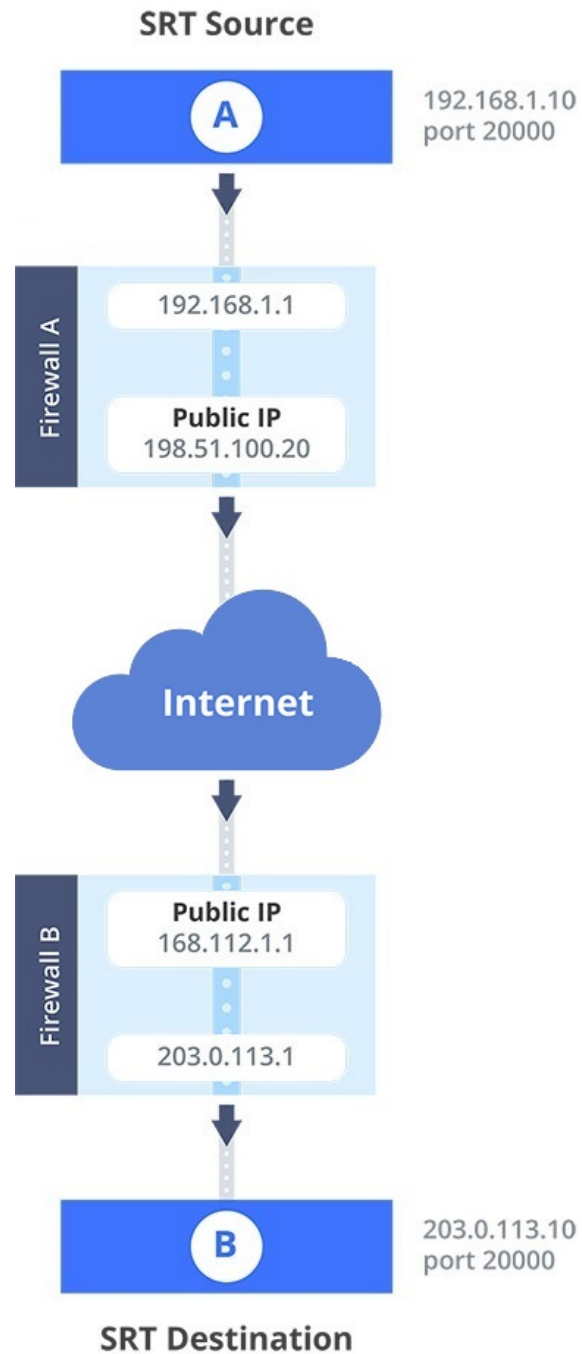 SRT Source
A
192.168.1.10
port 20000
Firewall A
192.168.1.1
Public IP
198.51.100.20
Internet
Firewall B
Public IP
168.112.1.1
203.0.113.1
B
203.0.113.10
port 20000
SRT Destination